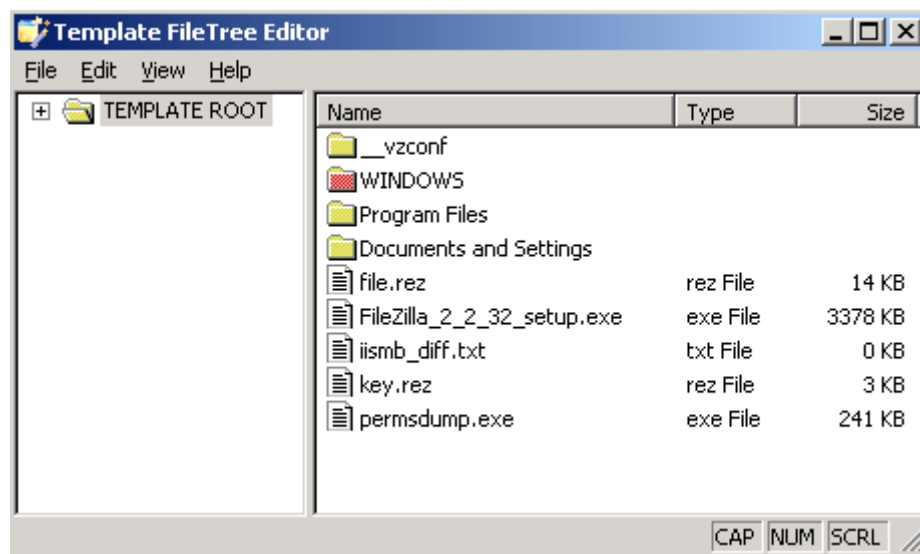 Template FileTree Editor
File Edit View Help
TEMPLATE ROOT
Name Type Size
__vzconf
WINDOWS
Program Files
Documents and Settings
file.rez rez File 14 KB
FileZilla_2_2_32_setup.exe exe File 3378 KB
iismb_diff.txt txt File 0 KB
key.rez rez File 3 KB
permsdump.exe exe File 241 KB
CAP NUM SCRL